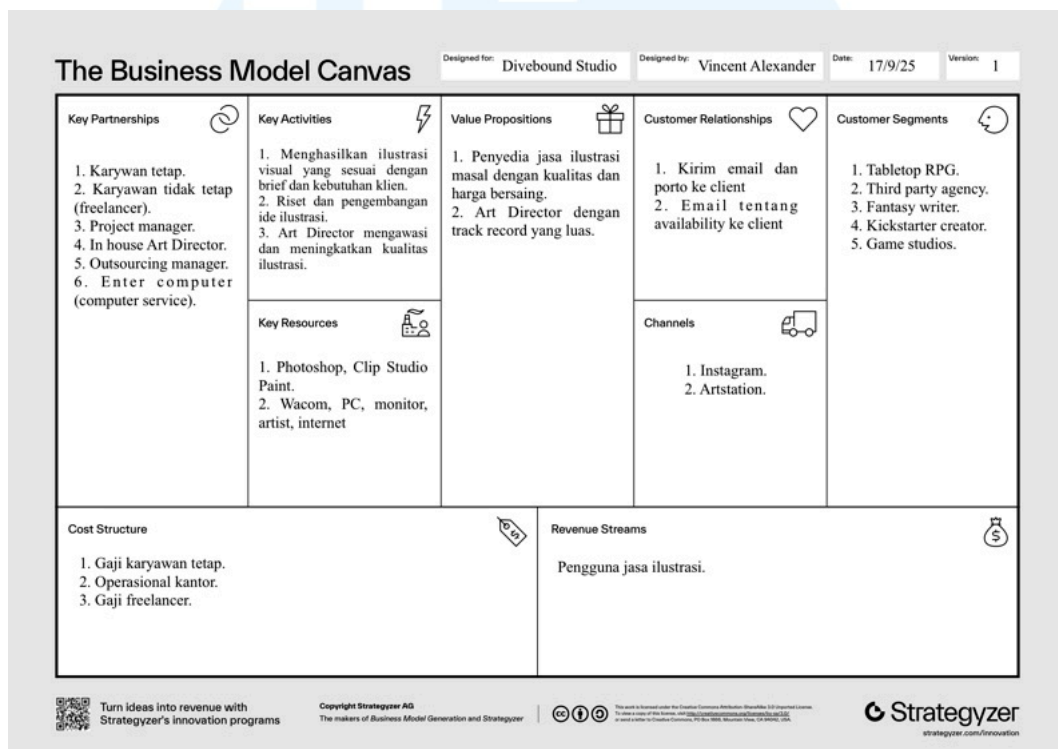 The Business Model Canvas
Designed for:
Divebound Studio
Designed by:
Vincent Alexander
Date:
17/9/25
Version:
1
Key Partnerships
1. Karywan tetap.
2. Karyawan tidak tetap
(freelancer).
3. Project manager.
4. In house Art Director.
5. Outsourcing manager.
6. Enter computer
(computer service).
Key Activities
1. Menghasilkan ilustrasi
visual yang sesuai dengan
brief dan kebutuhan klien.
2. Riset dan pengembangan
ide ilustrasi.
3. Art Director mengawasi
dan meningkatkan kualitas
ilustrasi.
Key Resources
1. Photoshop, Clip Studio
Paint.
2. Wacom, PC, monitor,
artist, internet
Value Propositions
1. Penyedia jasa ilustrasi
masal dengan kualitas dan
harga bersaing.
2. Art Director dengan
track record yang luas.
Customer Relationships
1. Kirim email dan
porto ke client
2. Email tentang
availability ke client
Channels
1. Instagram.
2. Artstation.
Customer Segments
1. Tabletop RPG.
2. Third party agency.
3. Fantasy writer.
4. Kickstarter creator.
5. Game studios.
Cost Structure
1. Gaji karyawan tetap.
2. Operasional kantor.
3. Gaji freelancer.
Revenue Streams
Pengguna jasa ilustrasi.
Turn ideas into revenue with
Strategyzer's innovation programs
Copyright Strategyzer AG
The makers of Business Model Generation and Strategyzer
Strategyzer
strategyzer.com/innovation